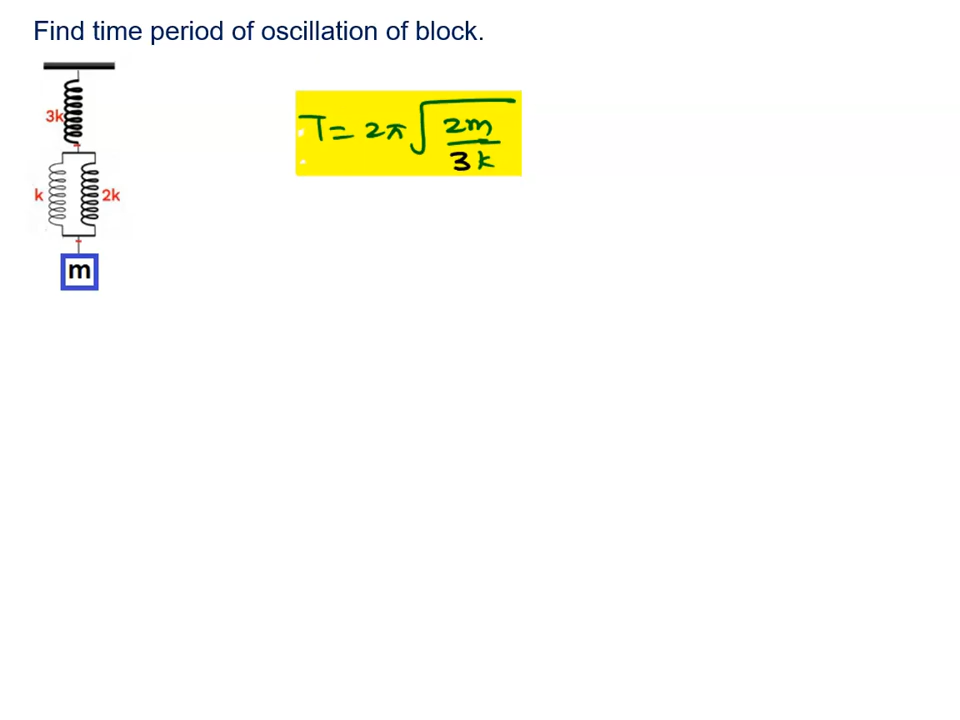 Find time period of oscillation of block.
3k
T = 2π √(2m/3k)
k 2k
m